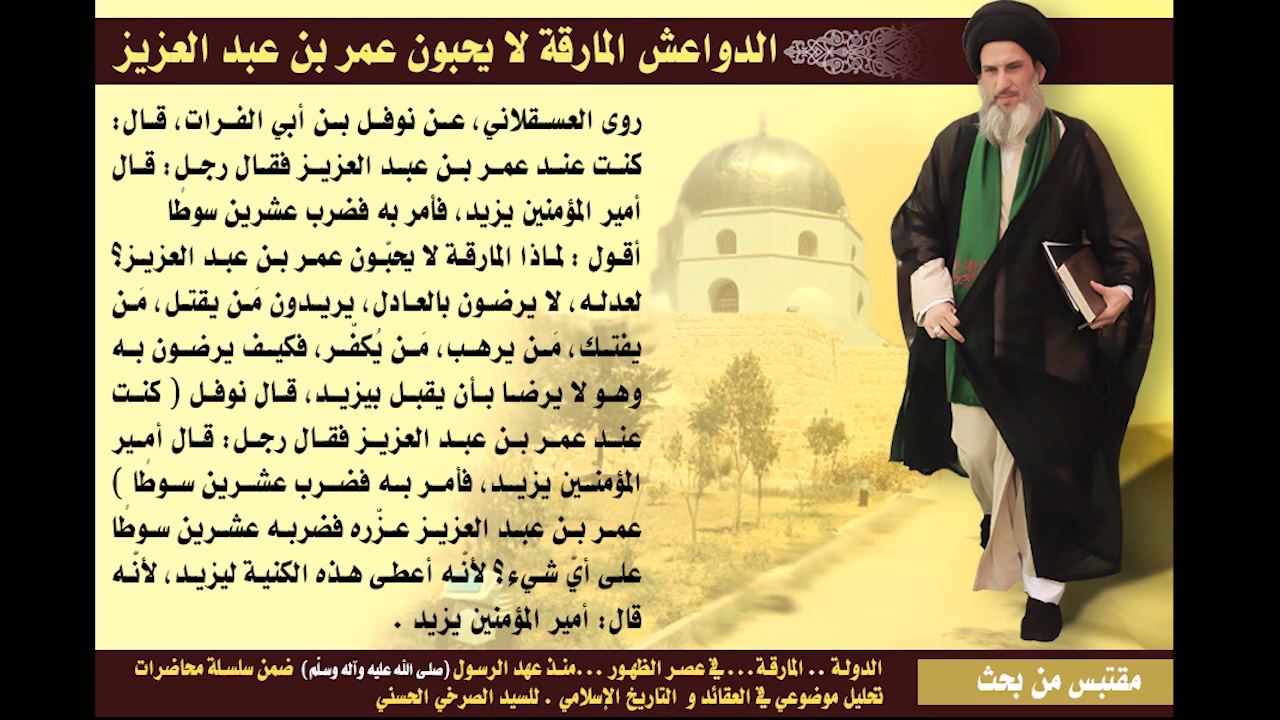 الدواعش المارقة لا يحبون عمر بن عبد العزيز
روى العسقلاني، عن نوفل بن أبي الفرات، قال:
كنت عند عمر بن عبد العزيز فقال رجل: قال
أمير المؤمنين يزيد، فأمر به فضرب عشرين سوطًا
أقول : لماذا المارقة لا يحبّون عمر بن عبد العزيز؟
لعدله، لا يرضون بالعادل، يريدون مَن يقتل، مَن
يفتك، مَن يرهب، مَن يُكفّر، فكيف يرضون به
وهو لا يرضا بأن يقبل بيزيد، قال نوفل ( كنت
عند عمر بن عبد العزيز فقال رجل: قال أمير
المؤمنين يزيد، فأمر به فضرب عشرين سوطًا )
عمر بن عبد العزيز عزّره فضربه عشرين سوطًا
على أيّ شيء؟ لأنّه أعطى هذه الكنية ليزيد، لأنّه
قال: أمير المؤمنين يزيد .
مقتبس من بحث
الدولة .. المارقة...في عصر الظهور ...منذ عهد الرسول (صلى الله عليه وآله وسلّم) ضمن سلسلة محاضرات
تحليل موضوعي في العقائد و التاريخ الإسلامي . للسيد الصرخي الحسني